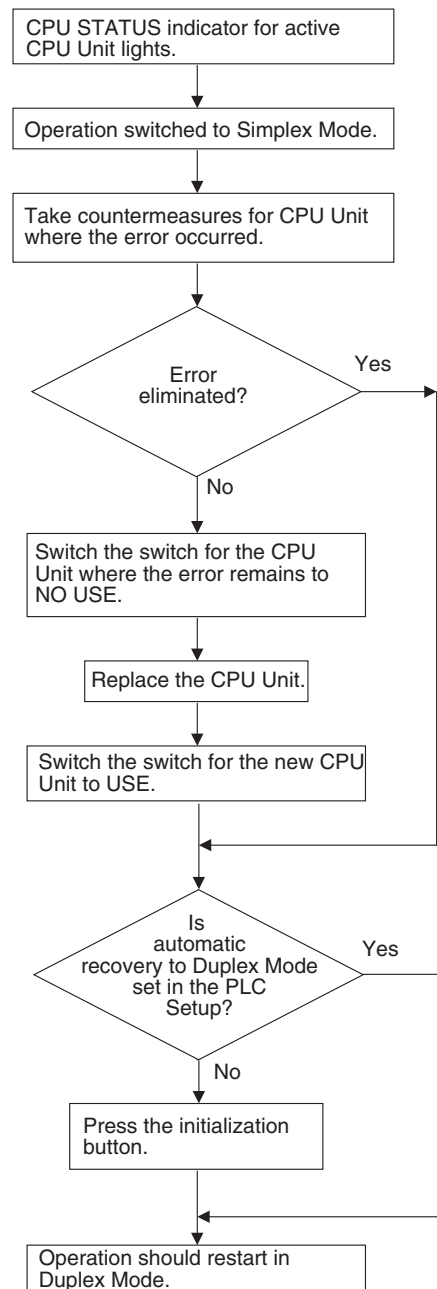 CPU STATUS indicator for active
CPU Unit lights.
Operation switched to Simplex Mode.
Take countermeasures for CPU Unit
where the error occurred.
Error
eliminated?
Yes
No
Switch the switch for the CPU
Unit where the error remains to
NO USE.
Replace the CPU Unit.
Switch the switch for the new CPU
Unit to USE.
Is
automatic
recovery to Duplex Mode
set in the PLC
Setup?
Yes
No
Press the initialization
button.
Operation should restart in
Duplex Mode.